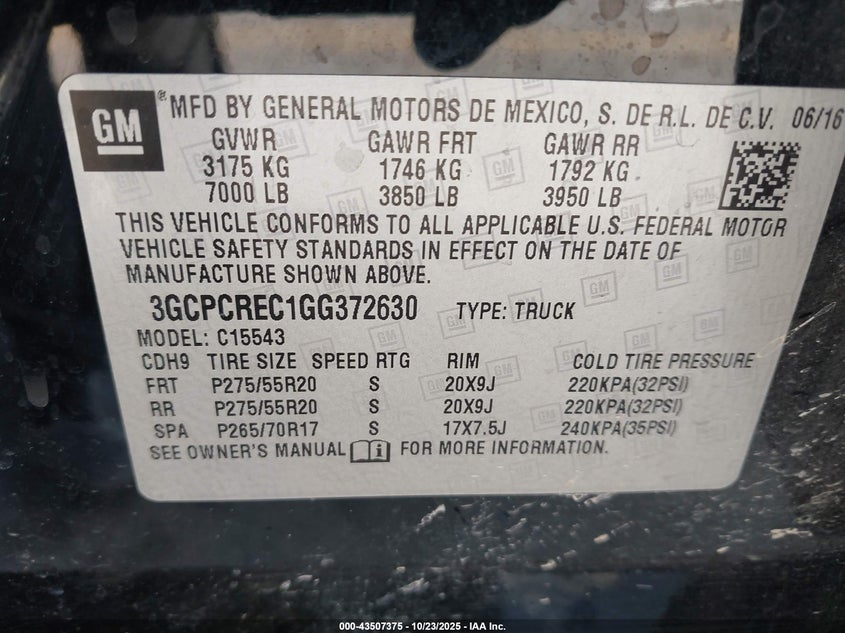 GM ® MFD BY GENERAL MOTORS DE MEXICO, S. DE R.L. DE C.V. 06/16
GVWR GAWR FRT GAWR RR
3175 KG 1746 KG 1792 KG
7000 LB 3850 LB 3950 LB
THIS VEHICLE CONFORMS TO ALL APPLICABLE U.S. FEDERAL MOTOR
VEHICLE SAFETY STANDARDS IN EFFECT ON THE DATE OF
MANUFACTURE SHOWN ABOVE.
3GCPCREC1GG372630 TYPE: TRUCK
MODEL: C15543
CDH9 TIRE SIZE SPEED RTG RIM COLD TIRE PRESSURE
FRT P275/55R20 S 20X9J 220KPA(32PSI)
RR P275/55R20 S 20X9J 220KPA(32PSI)
SPA P265/70R17 S 17X7.5J 240KPA(35PSI)
SEE OWNER'S MANUAL i FOR MORE INFORMATION.
000-43507375 | 10/23/2025 - IAA Inc.